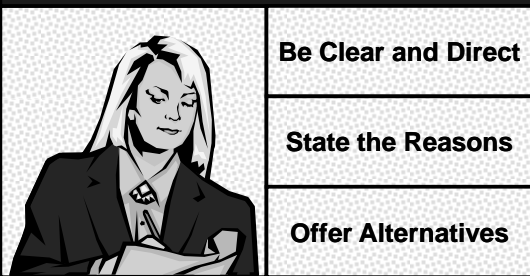 Be Clear and Direct
State the Reasons
Offer Alternatives